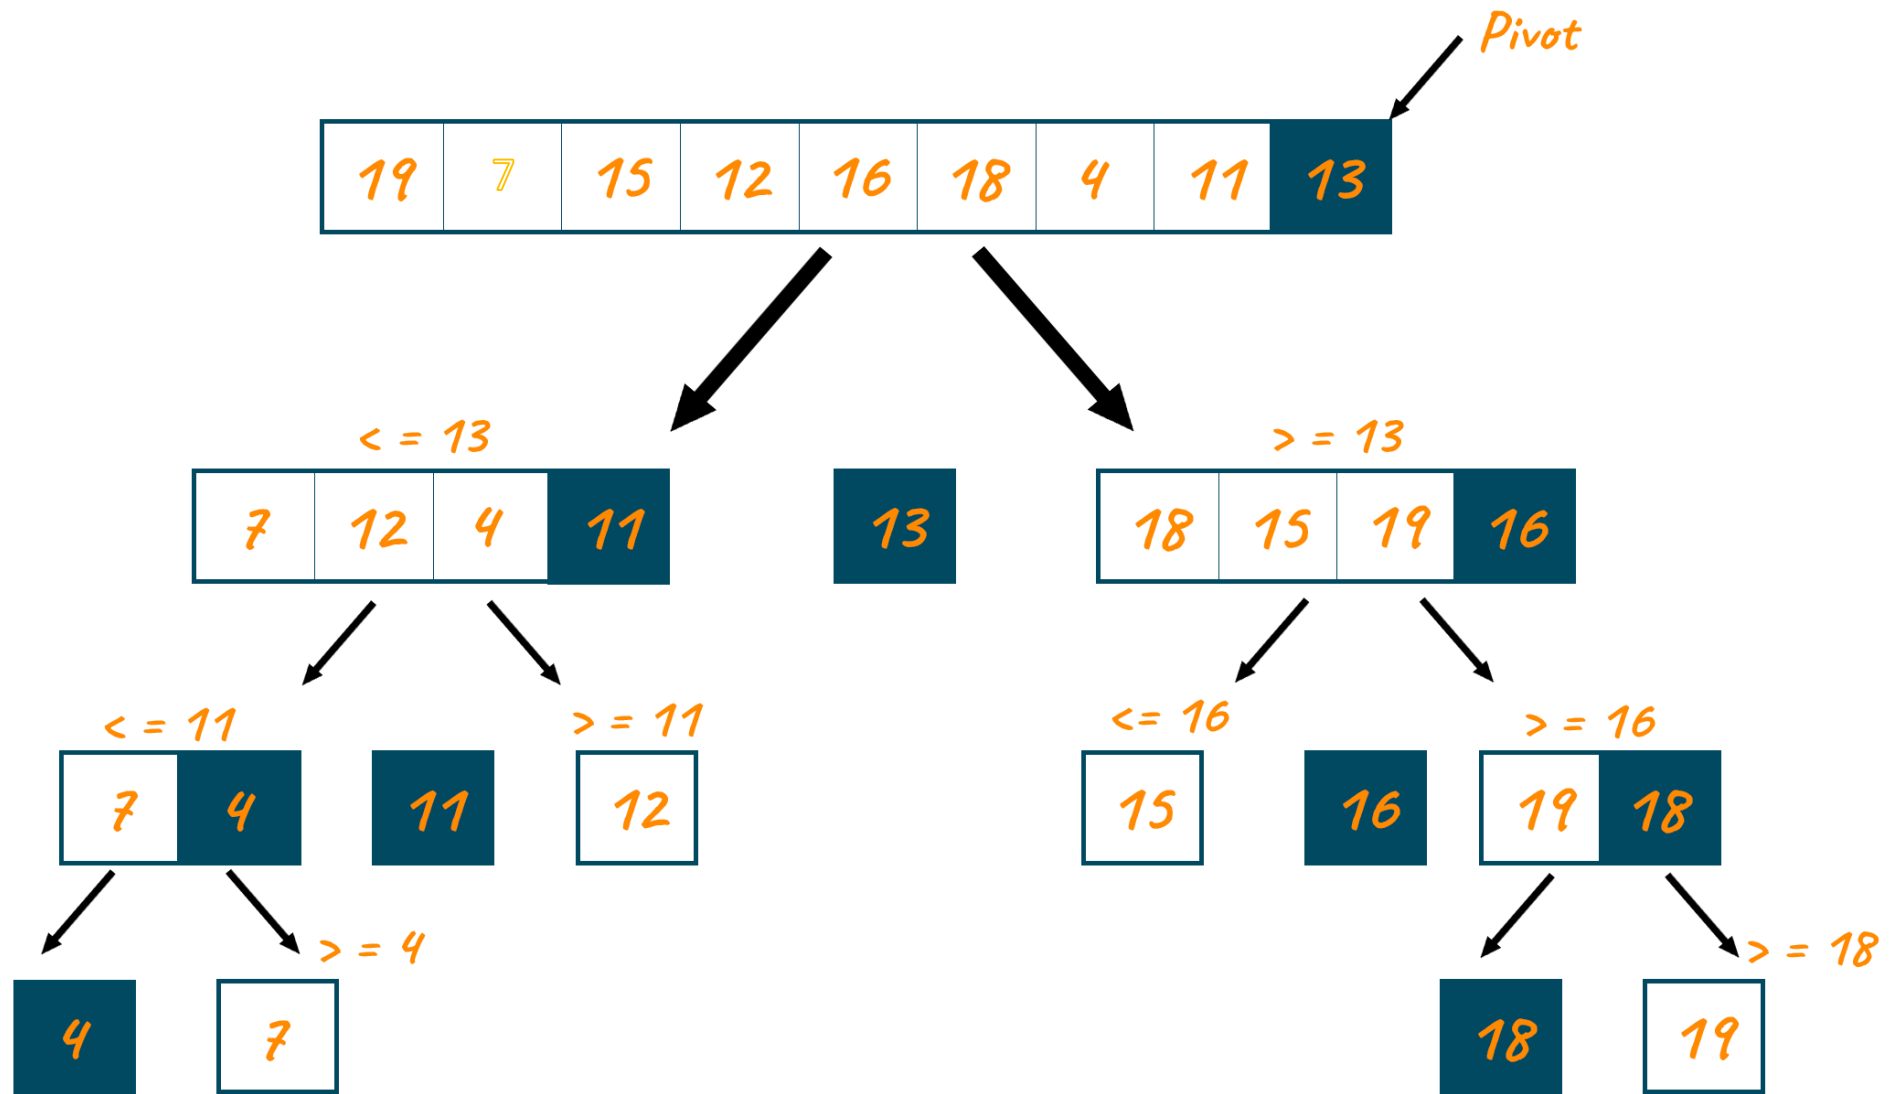 Pivot
19 7 15 12 16 18 4 11 13
< = 13
> = 13
7 12 4 11
13
18 15 19 16
< = 11
> = 11
<= 16
> = 16
7 4
11
12
15
16
19 18
> = 4
> = 18
4
7
18
19